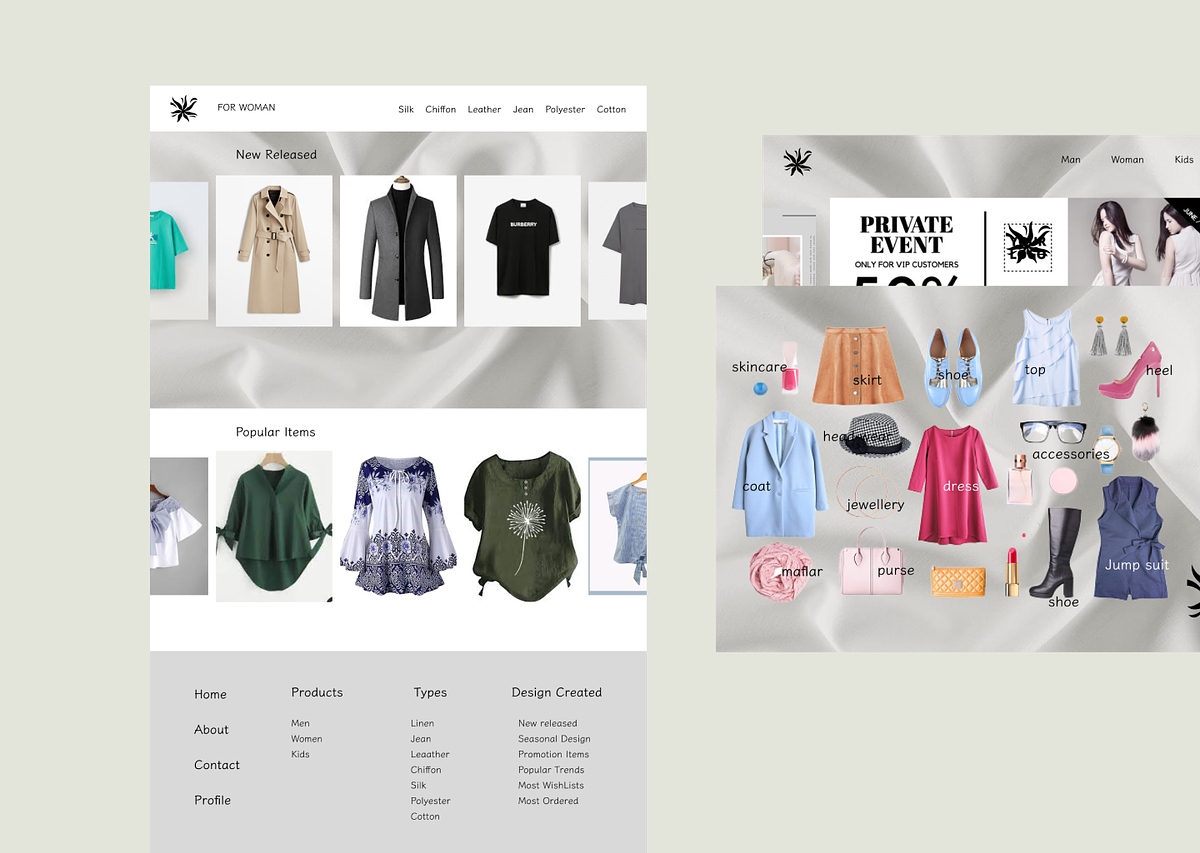 FOR WOMAN
Silk Chiffon Leather Jean Polyester Cotton
New Released
BURBERRY
Popular Items
Home
About
Contact
Profile
Products
Men
Women
Kids
Types
Linen
Jean
Leaather
Chiffon
Silk
Polyester
Cotton
Design Created
New released
Seasonal Design
Promotion Items
Popular Trends
Most WishLists
Most Ordered
Man Woman Kids
PRIVATE
EVENT
ONLY FOR VIP CUSTOMERS
50%
JUNE
skincare
skirt
shoe
top
heel
headwear
accessories
coat
jewellery
dress
maflar
purse
Jump suit
shoe